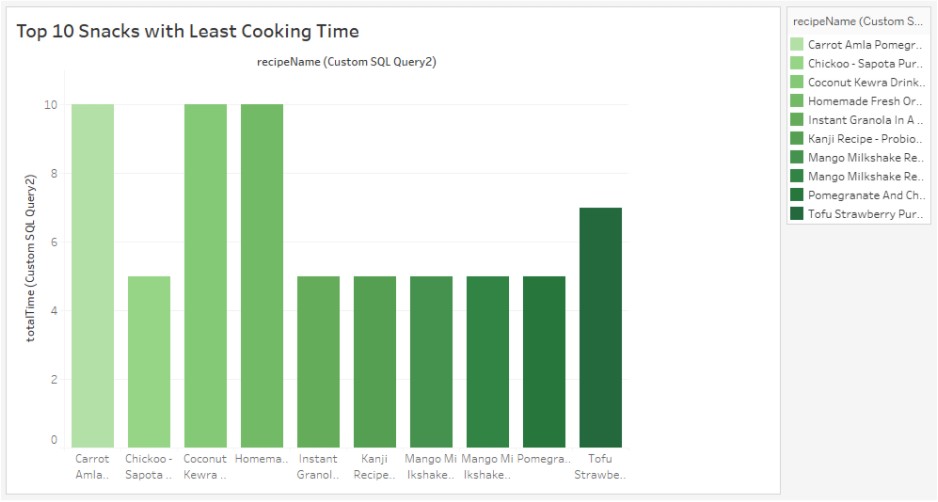 Top 10 Snacks with Least Cooking Time
recipeName (Custom SQL Query2)
totalTime (Custom SQL Query2)
10
8
6
4
2
0
Carrot Amla..
Chickoo - Sapota ..
Coconut Kewra ..
Homema..
Instant Granol..
Kanji Recipe..
Mango Mi lkshake..
Mango Mi lkshake..
Pomegra..
Tofu Strawbe..
recipeName (Custom S...
Carrot Amla Pomegr..
Chickoo - Sapota Pur..
Coconut Kewra Drink..
Homemade Fresh Or..
Instant Granola In A ..
Kanji Recipe - Probio..
Mango Milkshake Re..
Mango Milkshake Re..
Pomegranate And Ch..
Tofu Strawberry Pur..